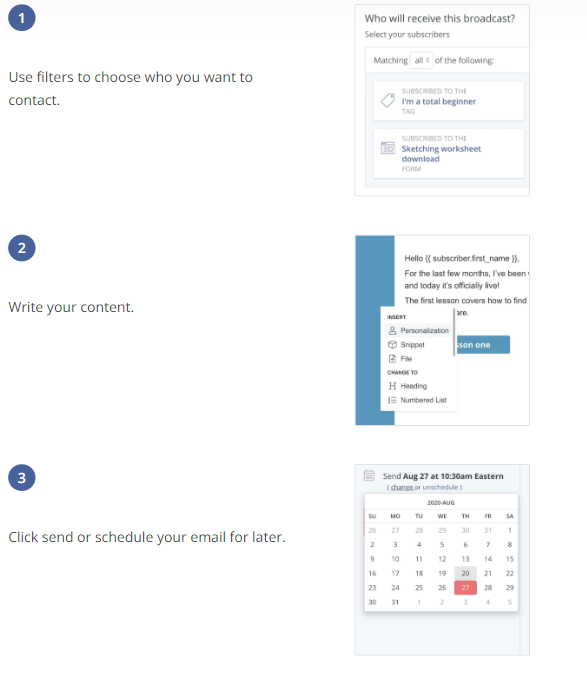 1
Use filters to choose who you want to
contact.
Who will receive this broadcast?
Select your subscribers
Matching all of the following:
SUBSCRIBED TO THE
I'm a total beginner
TAG
SUBSCRIBED TO THE
Sketching worksheet
download
FORM
2
Write your content.
Hello {{ subscriber.first_name }},
For the last few months, I've been
and today it's officially live!
The first lesson covers how to find
are.
sson one
INSERT
Personalization
Snippet
File
CHANGE TO
Heading
Numbered List
3
Click send or schedule your email for later.
Send Aug 27 at 10:30am Eastern
( change or unschedule )
2020-AUG
SU MO TU WE TH FR SA
26 27 28 29 30 31 1
2 3 4 5 6 7 8
9 10 11 12 13 14 15
16 17 18 19 20 21 22
23 24 25 26 27 28 29
30 31 1 2 3 4 5